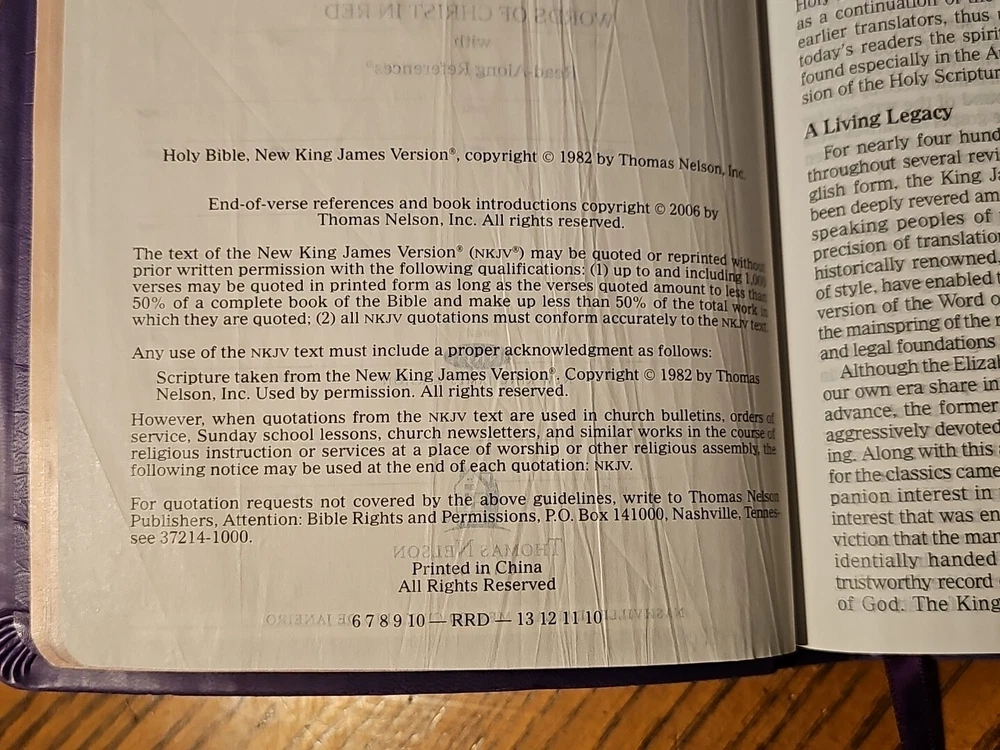 Holy Bible, New King James Version®, copyright © 1982 by Thomas Nelson, Inc.
End-of-verse references and book introductions copyright © 2006 by
Thomas Nelson, Inc. All rights reserved.
The text of the New King James Version® (NKJV®) may be quoted or reprinted without
prior written permission with the following qualifications: (1) up to and including 1,000
verses may be quoted in printed form as long as the verses quoted amount to less than
50% of a complete book of the Bible and make up less than 50% of the total work in
which they are quoted; (2) all NKJV quotations must conform accurately to the NKJV text.
Any use of the NKJV text must include a proper acknowledgment as follows:
Scripture taken from the New King James Version®. Copyright © 1982 by Thomas
Nelson, Inc. Used by permission. All rights reserved.
However, when quotations from the NKJV text are used in church bulletins, orders of
service, Sunday school lessons, church newsletters, and similar works in the course of
religious instruction or services at a place of worship or other religious assembly, the
following notice may be used at the end of each quotation: NKJV.
For quotation requests not covered by the above guidelines, write to Thomas Nelson
Publishers, Attention: Bible Rights and Permissions, P.O. Box 141000, Nashville, Tennes-
see 37214-1000.
Printed in China
All Rights Reserved
6 7 8 9 10 — RRD — 13 12 11 10
Holy
as a continuation
earlier translators, thus
today's readers the
found especially in the
sion of the Holy
A Living Legacy
For nearly four
throughout several
glish form, the King
been deeply revered
speaking peoples of
precision of
historically renowned,
of style, have enabled
version of the Word
the mainspring of the
and legal foundations
Although the
our own era share in
advance, the former
aggressively devoted
ing. Along with this
for the classics came
panion interest in
interest that was
viction that the
identially handed
trustworthy record
of God. The King